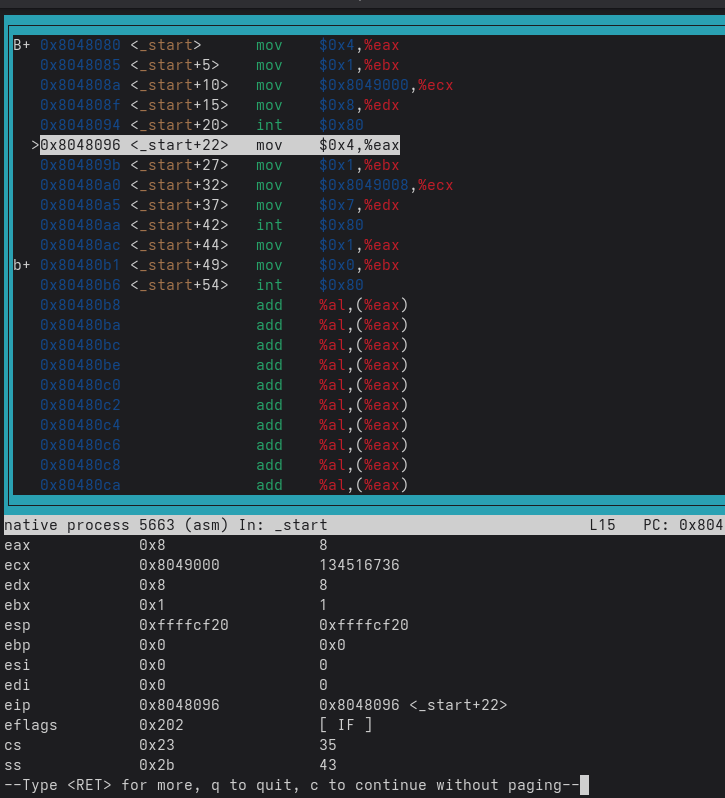 B+ 0x8048080 <_start> mov $0x4,%eax
0x8048085 <_start+5> mov $0x1,%ebx
0x804808a <_start+10> mov $0x8049000,%ecx
0x804808f <_start+15> mov $0x8,%edx
0x8048094 <_start+20> int $0x80
>0x8048096 <_start+22> mov $0x4,%eax
0x804809b <_start+27> mov $0x1,%ebx
0x80480a0 <_start+32> mov $0x8049008,%ecx
0x80480a5 <_start+37> mov $0x7,%edx
0x80480aa <_start+42> int $0x80
0x80480ac <_start+44> mov $0x1,%eax
b+ 0x80480b1 <_start+49> mov $0x0,%ebx
0x80480b6 <_start+54> int $0x80
0x80480b8 add %al,(%eax)
0x80480ba add %al,(%eax)
0x80480bc add %al,(%eax)
0x80480be add %al,(%eax)
0x80480c0 add %al,(%eax)
0x80480c2 add %al,(%eax)
0x80480c4 add %al,(%eax)
0x80480c6 add %al,(%eax)
0x80480c8 add %al,(%eax)
0x80480ca add %al,(%eax)
native process 5663 (asm) In: _start L15 PC: 0x804
eax 0x8 8
ecx 0x8049000 134516736
edx 0x8 8
ebx 0x1 1
esp 0xffffcf20 0xffffcf20
ebp 0x0 0x0
esi 0x0 0
edi 0x0 0
eip 0x8048096 0x8048096 <_start+22>
eflags 0x202 [ IF ]
cs 0x23 35
ss 0x2b 43
--Type <RET> for more, q to quit, c to continue without paging--